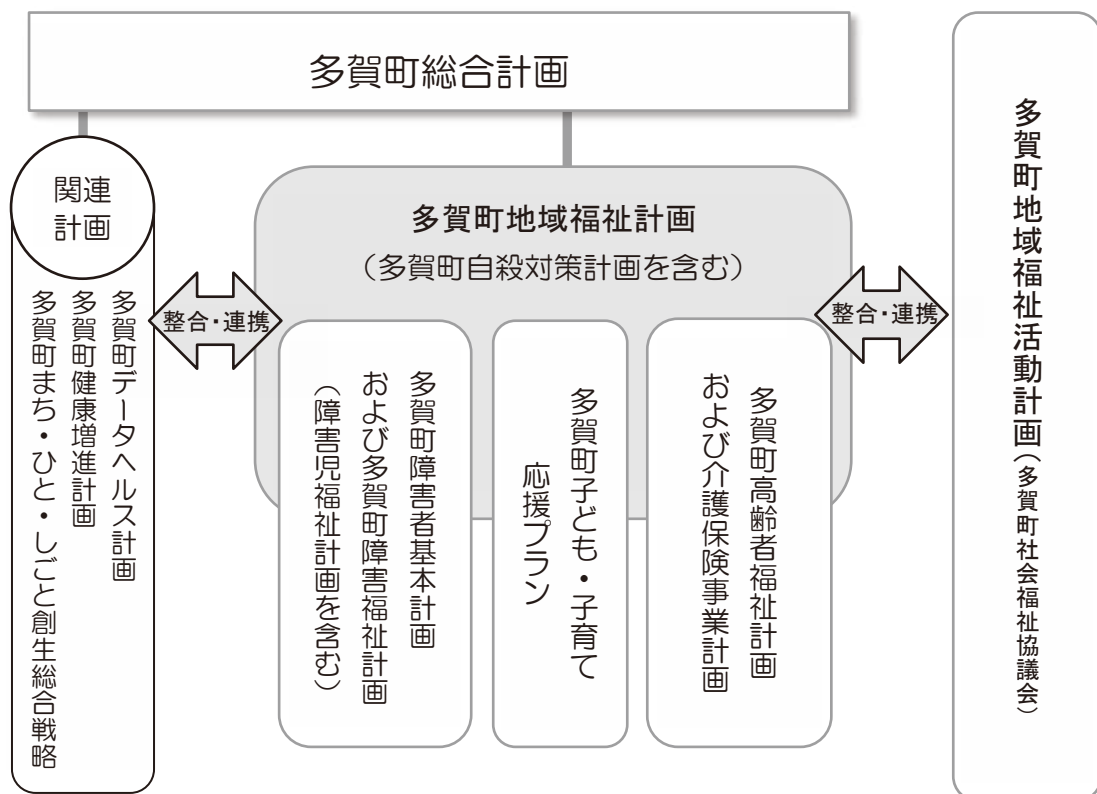 多賀町総合計画
関連
計画
多賀町データヘルス計画
多賀町健康増進計画
多賀町まち・ひと・しごと創生総合戦略
整合・連携
多賀町地域福祉計画
（多賀町自殺対策計画を含む）
多賀町障害者基本計画
および多賀町障害福祉計画
（障害児福祉計画を含む）
多賀町子ども・子育て
応援プラン
多賀町高齢者福祉計画
および介護保険事業計画
整合・連携
多賀町地域福祉活動計画（多賀町社会福祉協議会）